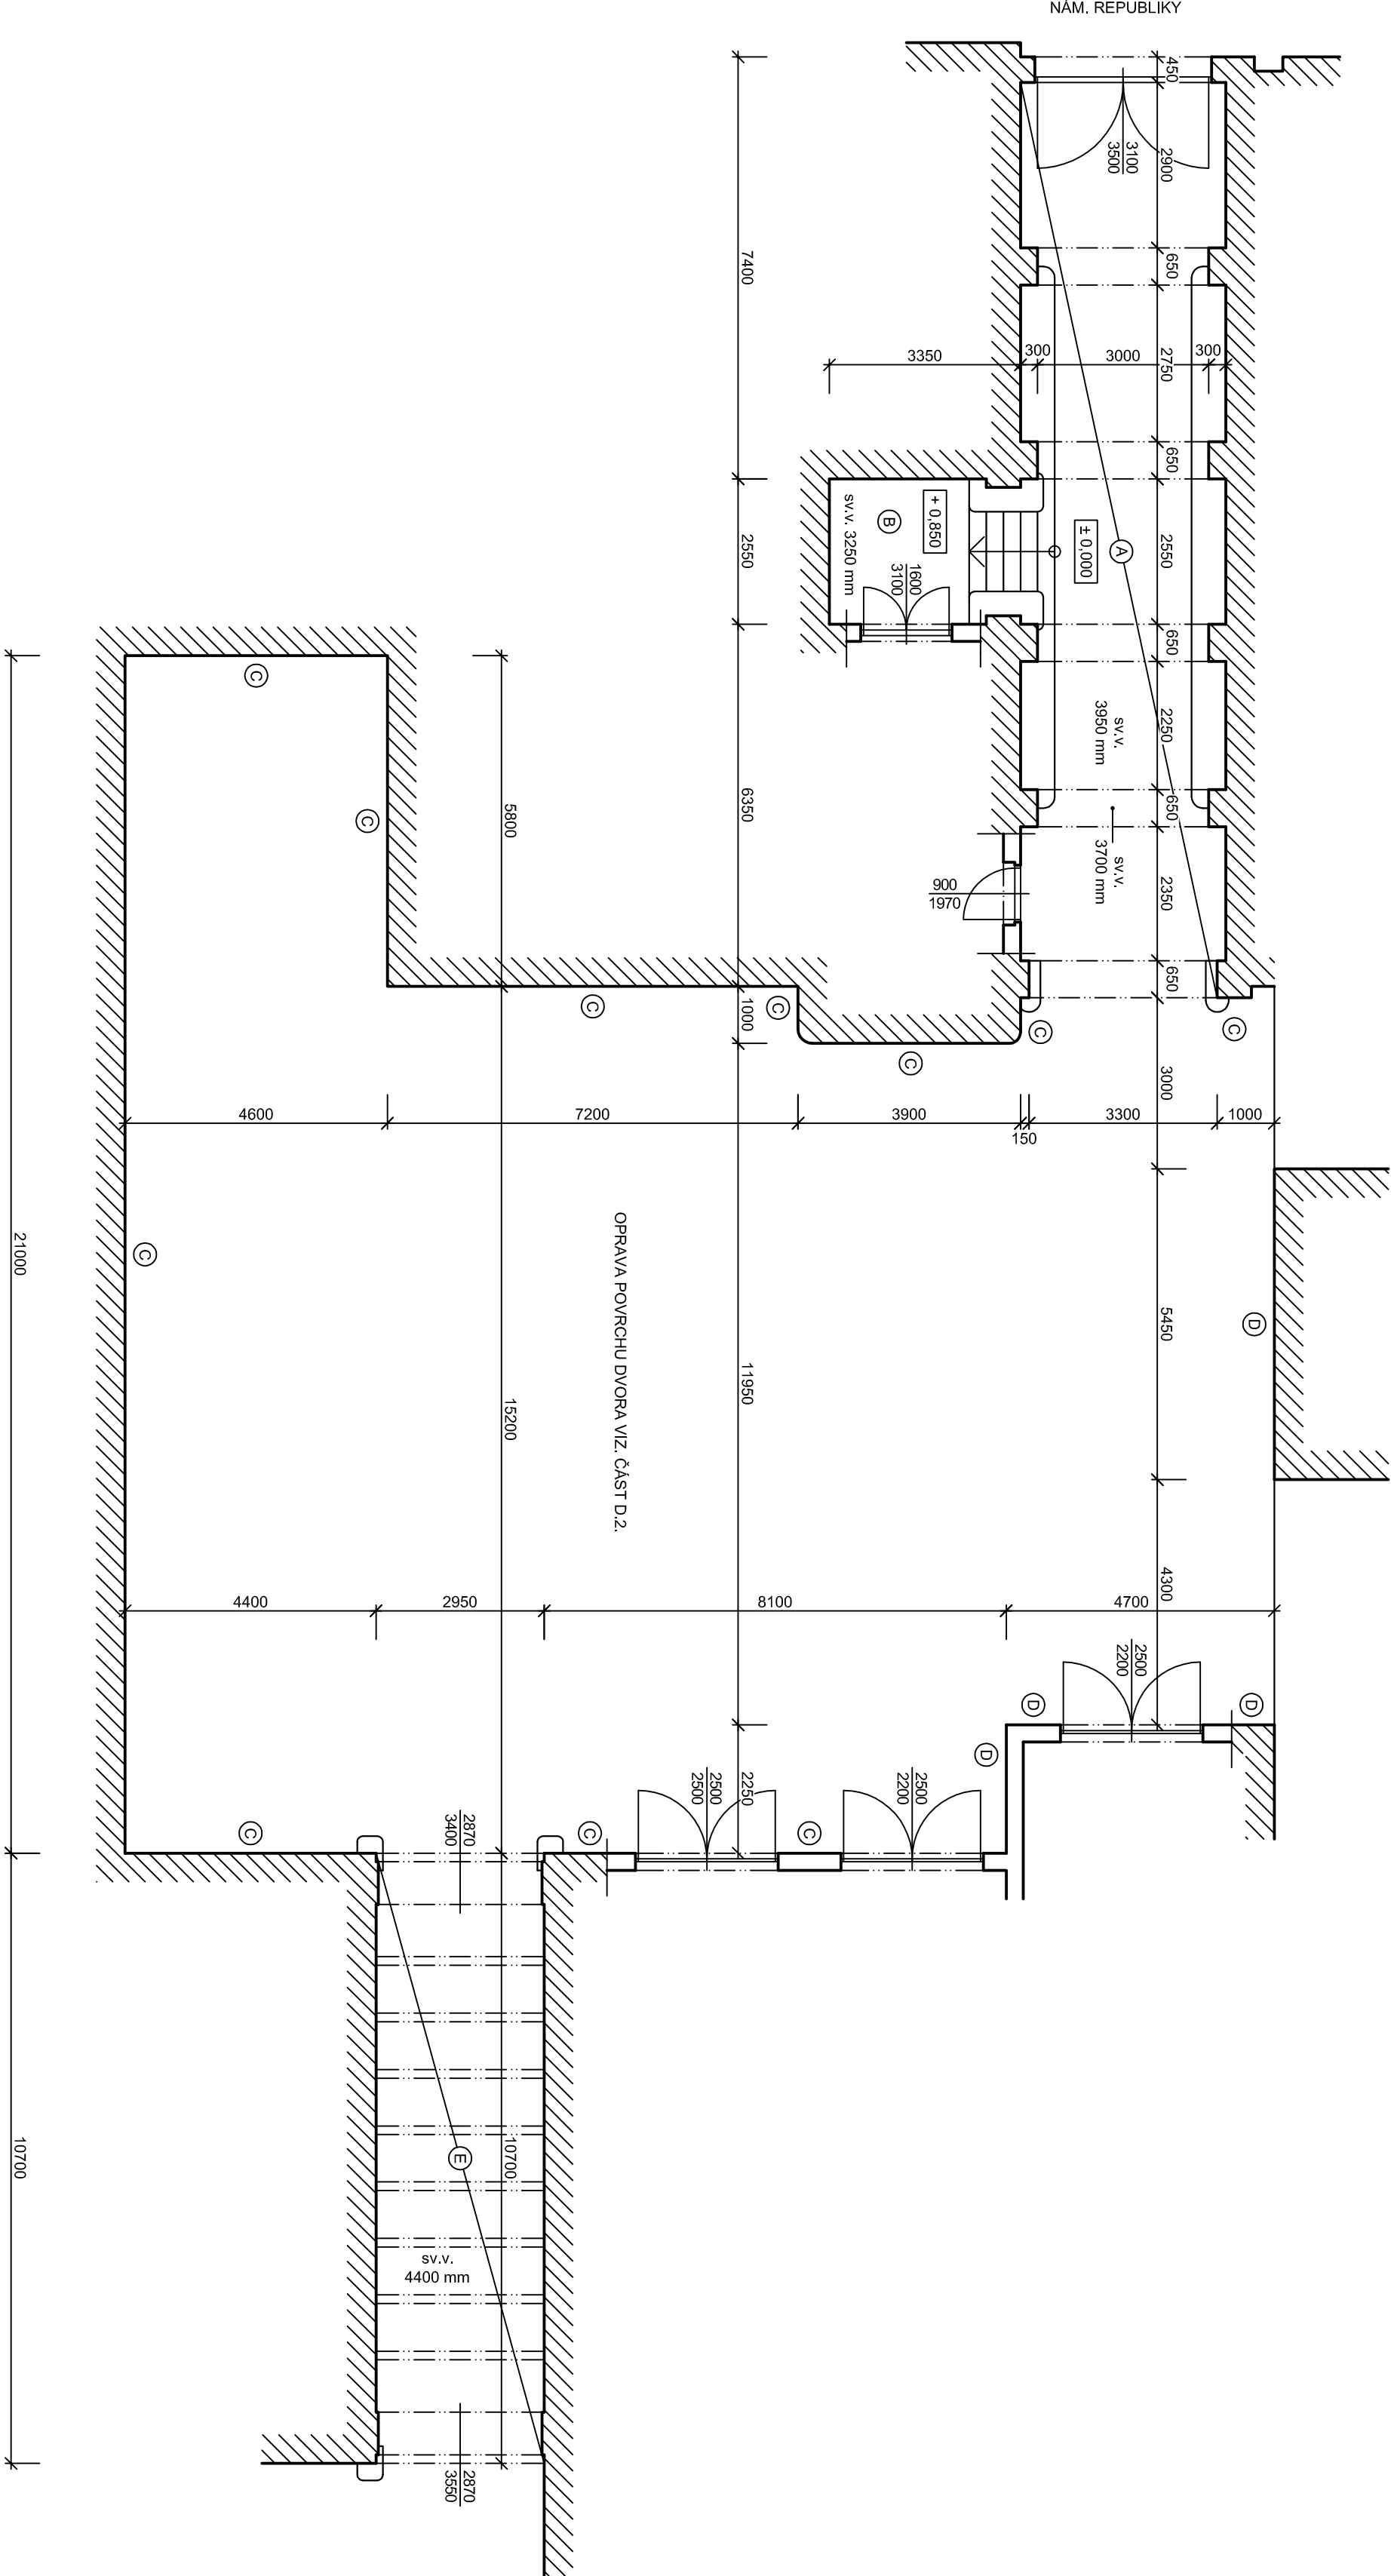 NÁM. REPUBLIKY
450
3100
3500
2900
650
7400
3350
300
3000
2750
300
650
sv.v. 3250 mm
B
+ 0,850
± 0,000
A
2550
2550
1600
3100
650
sv.v.
3950 mm
2250
650
sv.v.
3700 mm
C
C
5800
6350
900
1970
2350
650
C
C
1000
C
C
C
3000
4600
7200
3900
150
3300
1000
21000
C
OPRAVA POVRCHU DVORA VIZ. ČÁST D.2.
15200
11950
5450
D
4300
4400
2950
8100
4700
2500
2200
D
D
D
C
2870
3400
C
2500
2500
2250
C
2500
2200
10700
E
10700
sv.v.
4400 mm
2870
3550